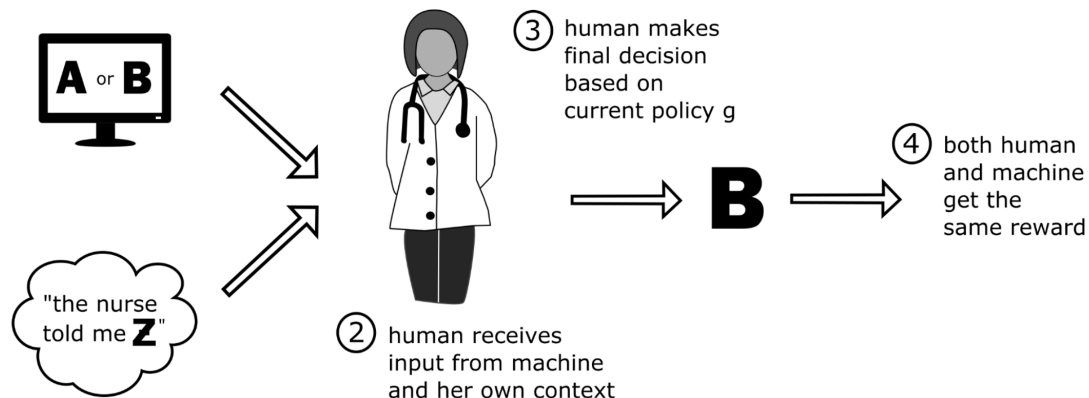 A or B
"the nurse
told me Z"
2 human receives
input from machine
and her own context
3 human makes
final decision
based on
current policy g
B
4 both human
and machine
get the
same reward